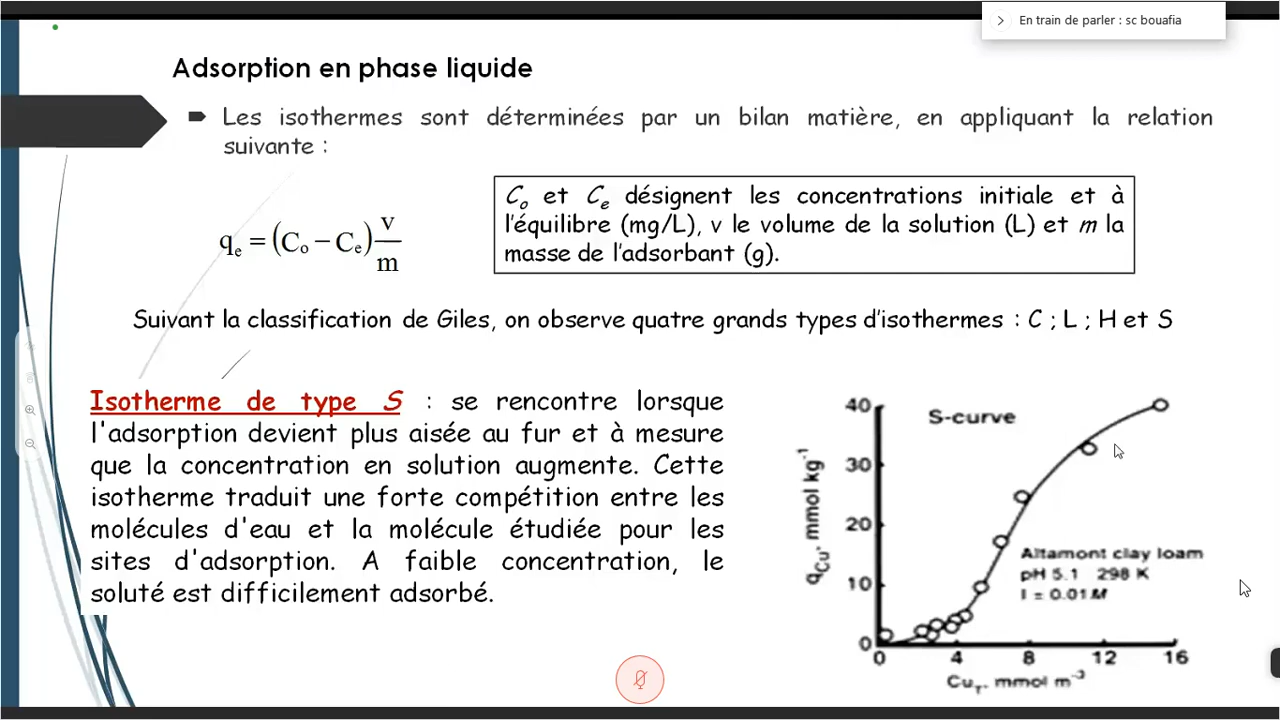 En train de parler : sc bouafia
Adsorption en phase liquide
Les isothermes sont déterminées par un bilan matière, en appliquant la relation
suivante :
qe = (Co − Ce) v/m
Co et Ce désignent les concentrations initiale et à
l'équilibre (mg/L), v le volume de la solution (L) et m la
masse de l'adsorbant (g).
Suivant la classification de Giles, on observe quatre grands types d'isothermes : C ; L ; H et S
Isotherme de type S : se rencontre lorsque
l'adsorption devient plus aisée au fur et à mesure
que la concentration en solution augmente. Cette
isotherme traduit une forte compétition entre les
molécules d'eau et la molécule étudiée pour les
sites d'adsorption. A faible concentration, le
soluté est difficilement adsorbé.
S-curve
qCu, mmol kg-1
40
30
20
10
0
Altamont clay loam
pH 5.1 298 K
I = 0.01M
0 4 8 12 16
CuT, mmol m-3